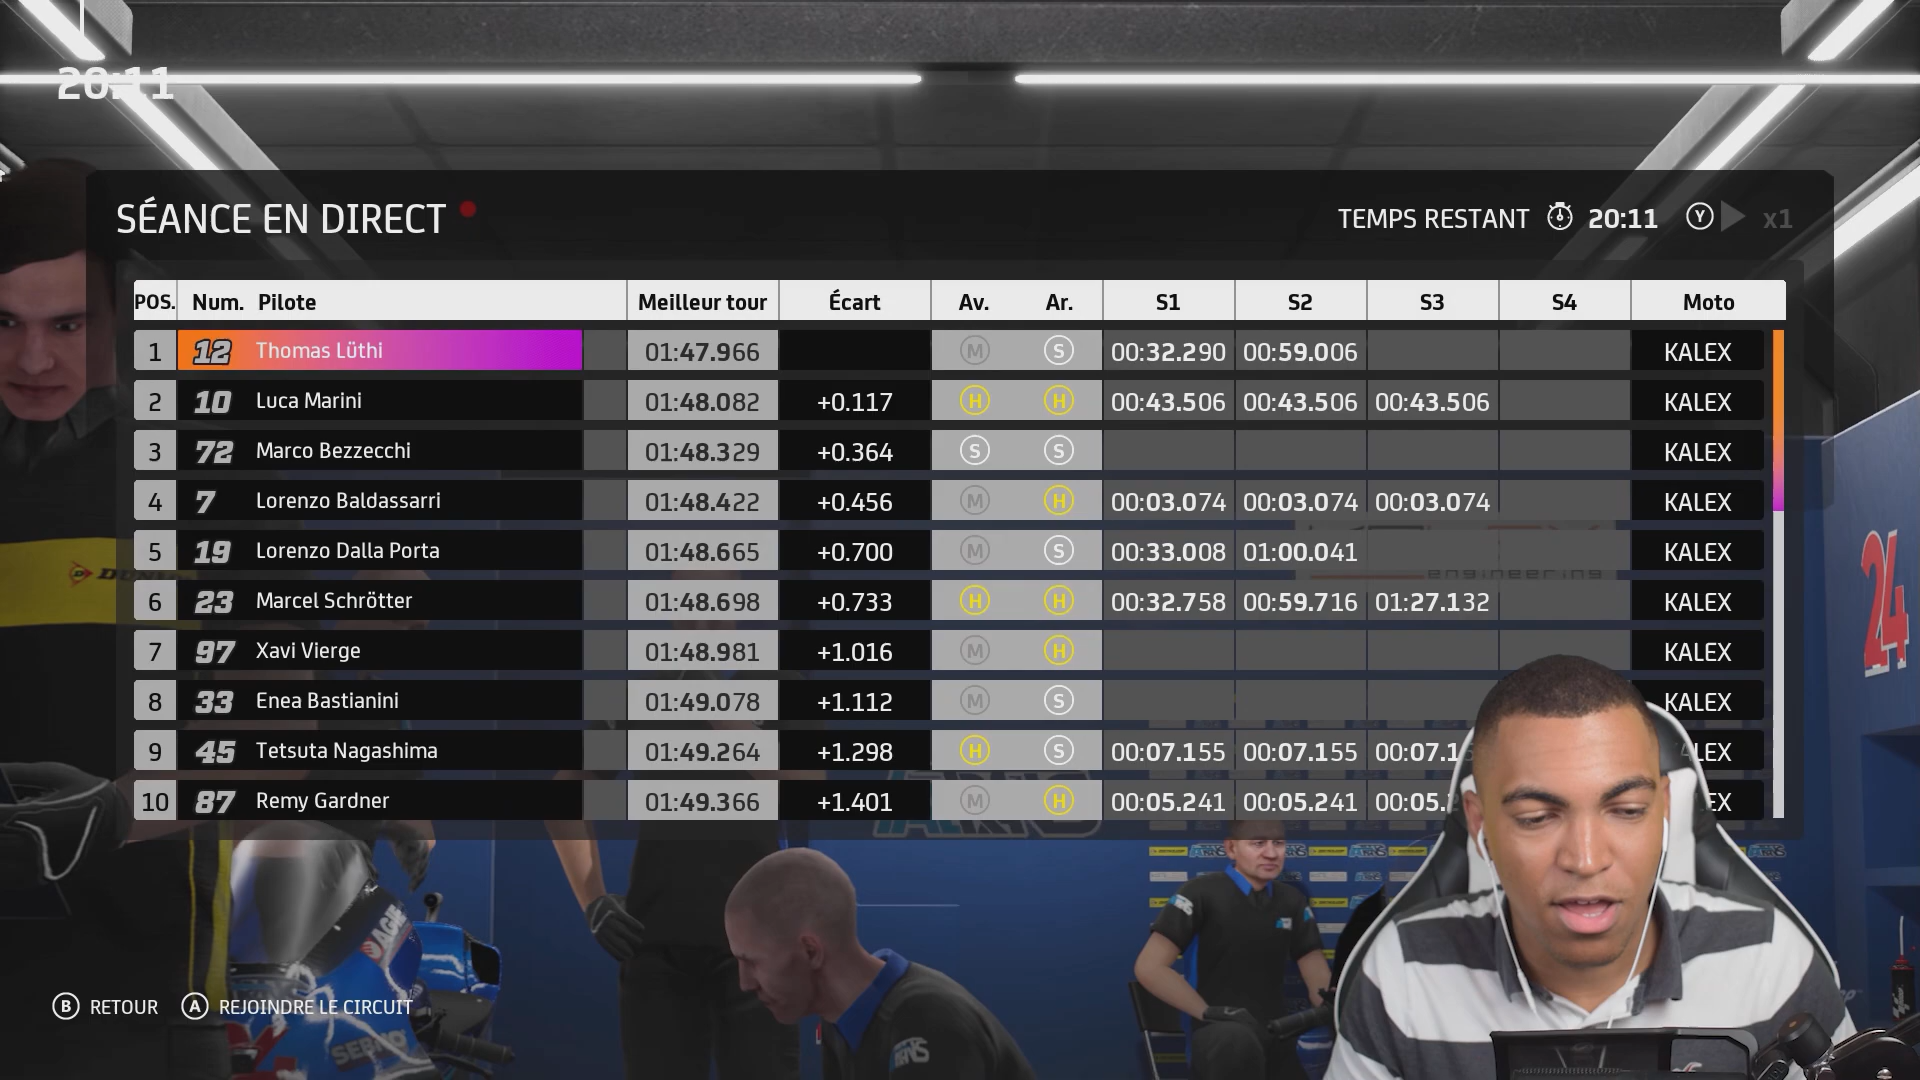 20:11
SÉANCE EN DIRECT
TEMPS RESTANT 20:11 Y x1
POS. Num. Pilote Meilleur tour Écart Av. Ar. S1 S2 S3 S4 Moto
1 12 Thomas Lüthi 01:47.966 M S 00:32.290 00:59.006 KALEX
2 10 Luca Marini 01:48.082 +0.117 H H 00:43.506 00:43.506 00:43.506 KALEX
3 72 Marco Bezzecchi 01:48.329 +0.364 S S KALEX
4 7 Lorenzo Baldassarri 01:48.422 +0.456 M H 00:03.074 00:03.074 00:03.074 KALEX
5 19 Lorenzo Dalla Porta 01:48.665 +0.700 M S 00:33.008 01:00.041 KALEX
6 23 Marcel Schrötter 01:48.698 +0.733 H H 00:32.758 00:59.716 01:27.132 KALEX
7 97 Xavi Vierge 01:48.981 +1.016 M H KALEX
8 33 Enea Bastianini 01:49.078 +1.112 M S KALEX
9 45 Tetsuta Nagashima 01:49.264 +1.298 H S 00:07.155 00:07.155 00:07.1 LEX
10 87 Remy Gardner 01:49.366 +1.401 M H 00:05.241 00:05.241 00:05. EX
engineering
24
B RETOUR A REJOINDRE LE CIRCUIT